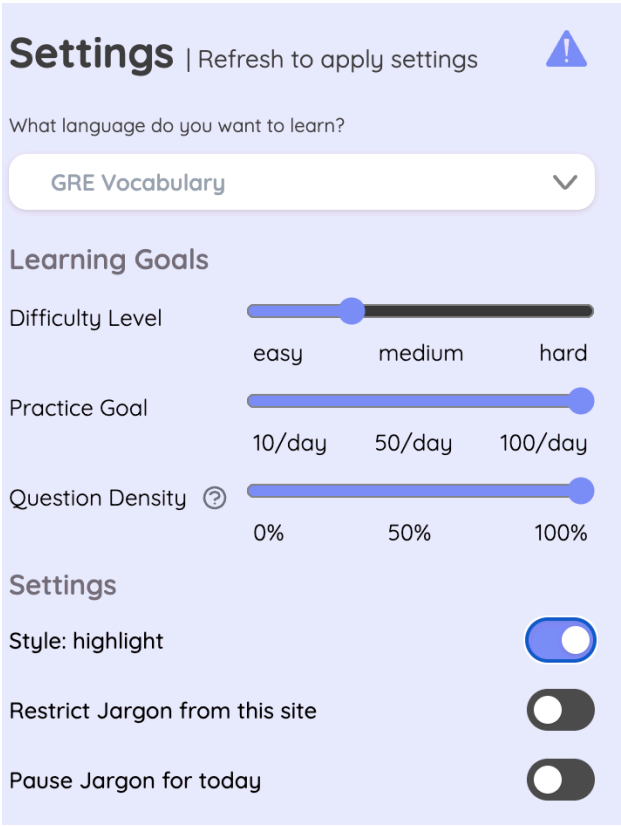 Settings | Refresh to apply settings
What language do you want to learn?
GRE Vocabulary
Learning Goals
Difficulty Level
easy medium hard
Practice Goal
10/day 50/day 100/day
Question Density ?
0% 50% 100%
Settings
Style: highlight
Restrict Jargon from this site
Pause Jargon for today